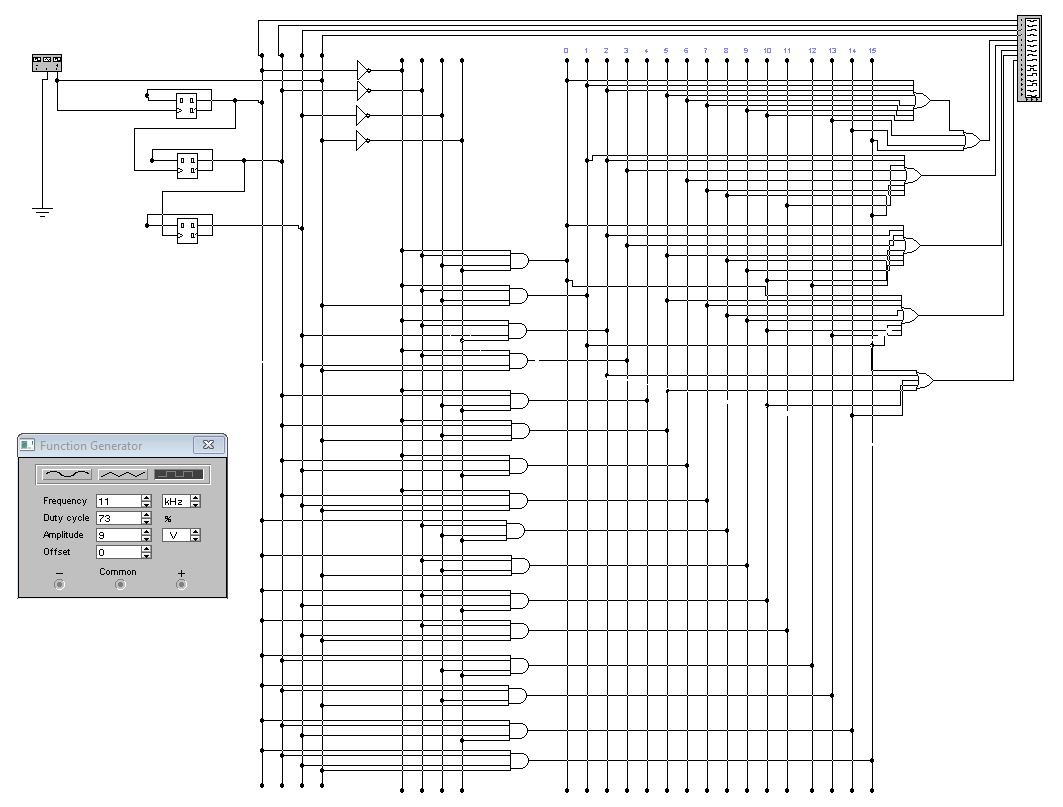 0 1 2 3 4 5 6 7 8 9 10 11 12 13 14 15
Function Generator
Frequency 11 kHz
Duty cycle 73 %
Amplitude 9 V
Offset 0
− Common +